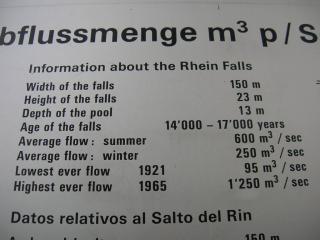 bflussmenge m³ p/S
Information about the Rhein Falls
Width of the falls 150 m
Height of the falls 23 m
Depth of the pool 13 m
Age of the falls 14'000 – 17'000 years
Average flow: summer 600 m³/sec
Average flow: winter 250 m³/sec
Lowest ever flow 1921 95 m³/sec
Highest ever flow 1965 1'250 m³/sec
Datos relativos al Salto del Rin
150 m